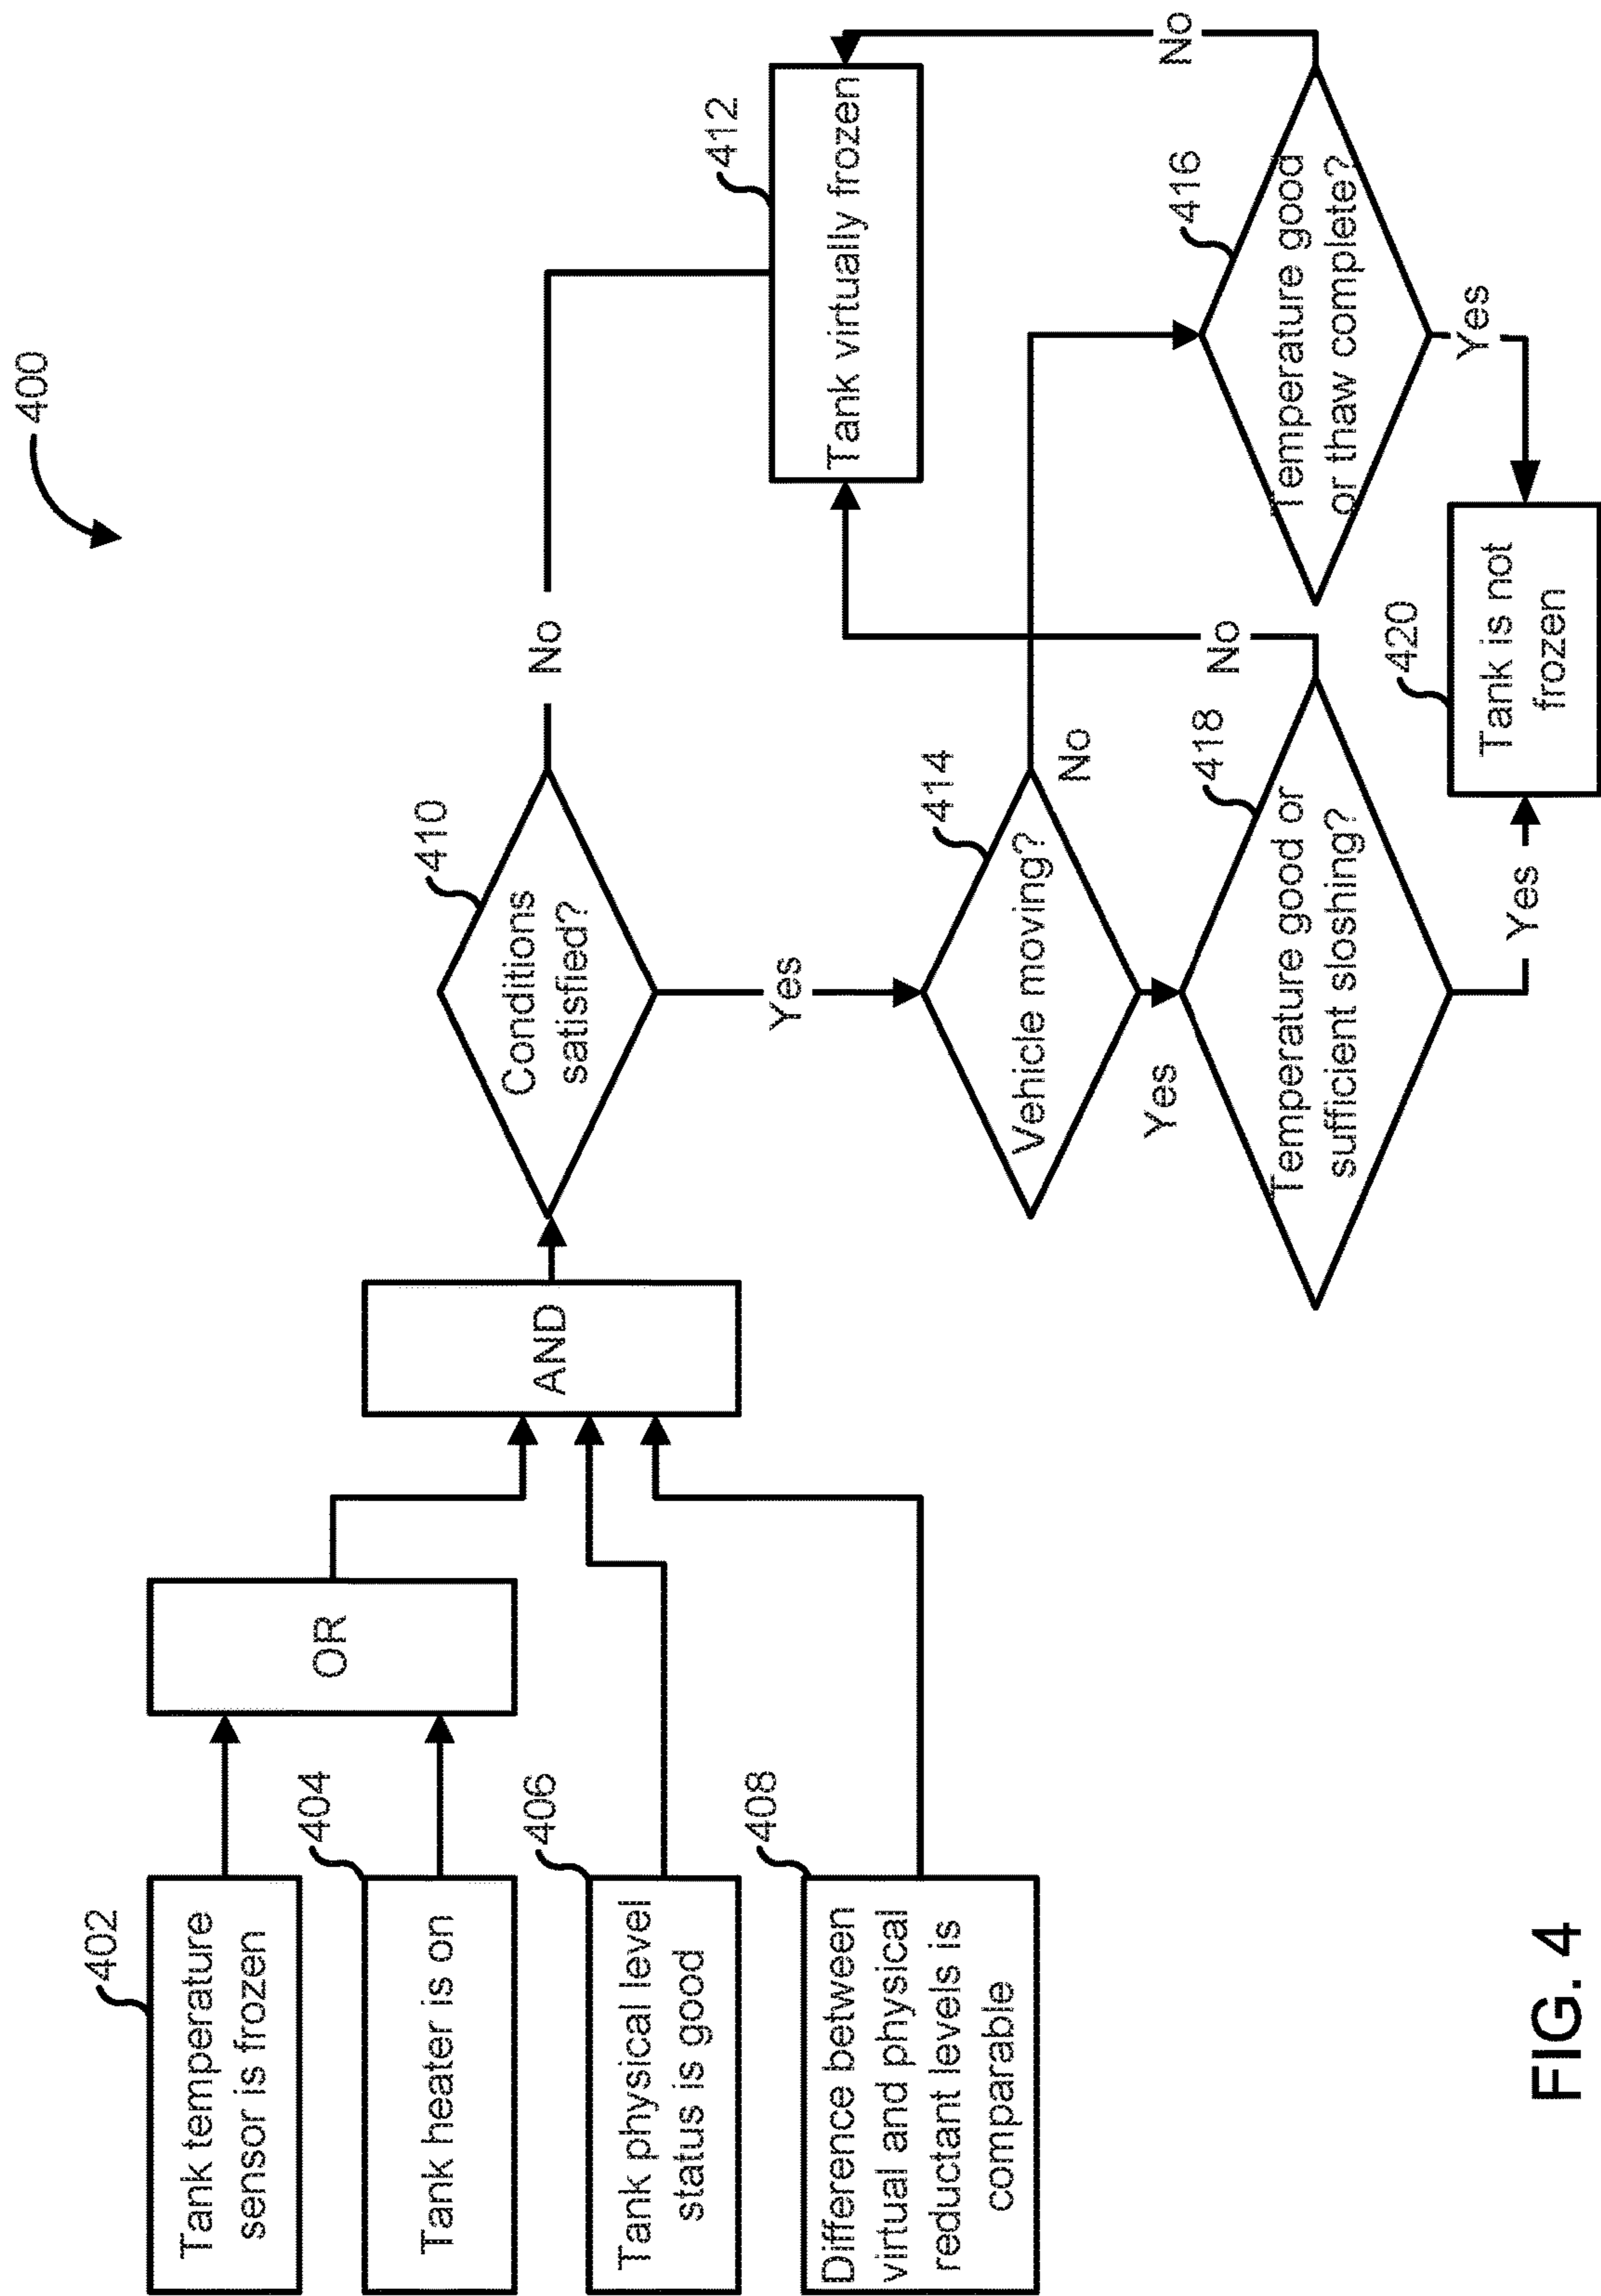 400
402
Tank temperature
sensor is frozen
404
Tank heater is on
406
Tank physical level
status is good
408
Difference between
virtual and physical
reductant levels is
comparable
OR
AND
410
Conditions
satisfied?
No
Yes
412
Tank virtually frozen
414
Vehicle moving?
No
Yes
416
Temperature good
or thaw complete?
No
Yes
418
Temperature good or
sufficient sloshing?
No
Yes
420
Tank is not
frozen
FIG. 4